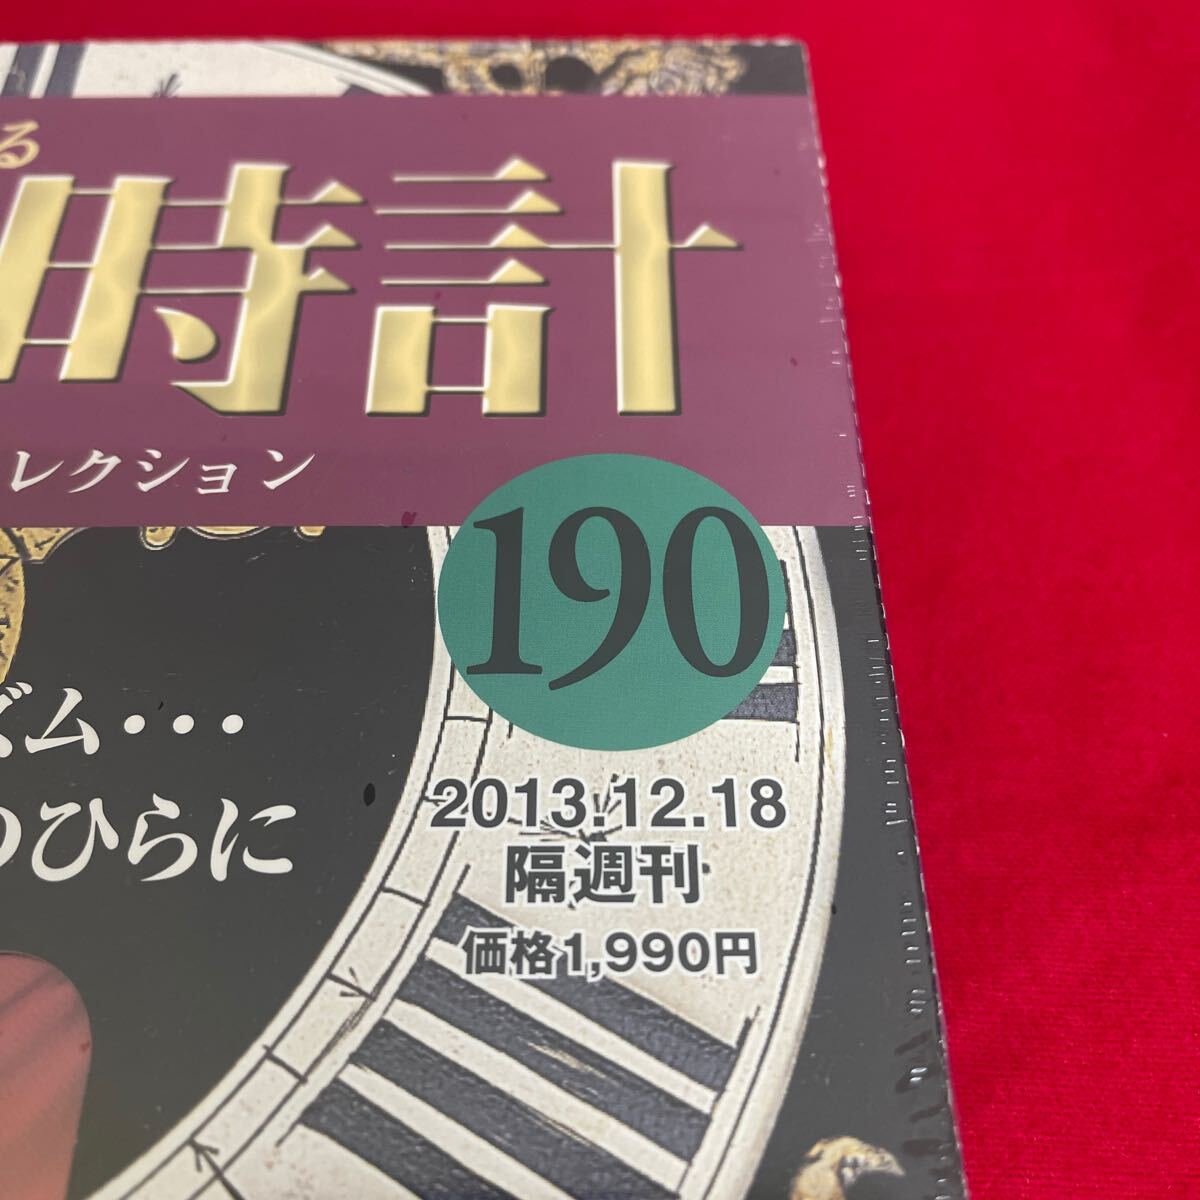 る
時計
レクション
190
ズム・・・
のひらに
2013.12.18
隔週刊
価格1,990円